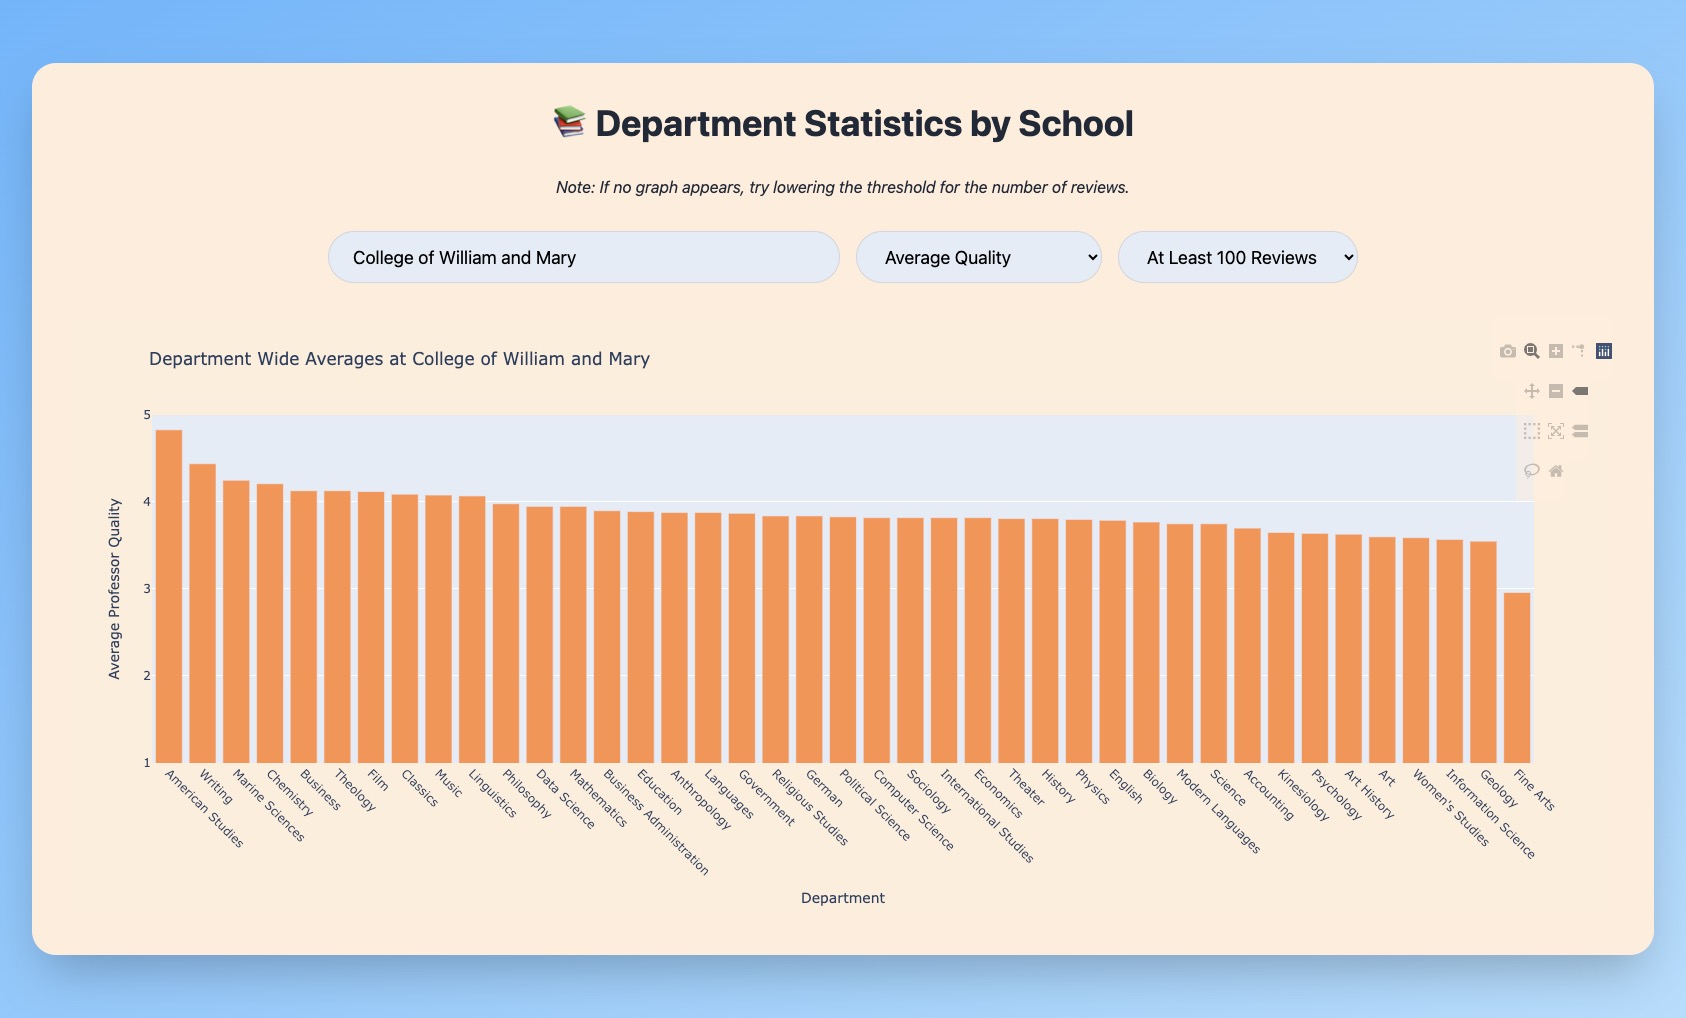 📚 Department Statistics by School
Note: If no graph appears, try lowering the threshold for the number of reviews.
College of William and Mary
Average Quality
At Least 100 Reviews
Department Wide Averages at College of William and Mary
5
4
3
2
1
Average Professor Quality
American Studies
Writing
Marine Sciences
Chemistry
Business
Theology
Film
Classics
Music
Linguistics
Philosophy
Data Science
Mathematics
Business Administration
Education
Anthropology
Languages
Government
Religious Studies
German
Political Science
Computer Science
Sociology
International Studies
Economics
Theater
History
Physics
English
Biology
Modern Languages
Science
Accounting
Kinesiology
Psychology
Art History
Art
Women's Studies
Information Science
Geology
Fine Arts
Department